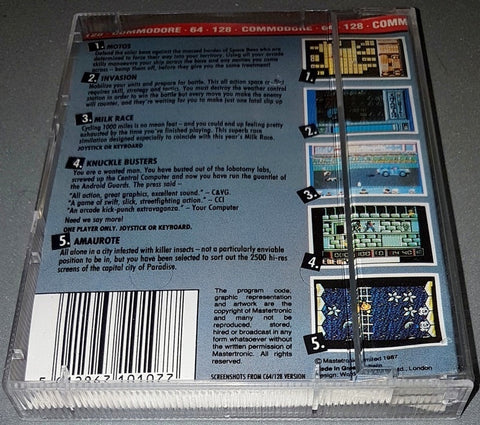 128 · COMMODORE · 64 · 128 · COMMODORE · 64 · 128 · COMM
1. MOTOS
Defend the solar base against the massed hordes of Space Bees who are
determined to force their way into your territory. Using all your arcade
skills manoeuvre your ship across the base and one motion you come
across – bump them off, before they give you the same treatment
2. INVASION
Mobilize your units and prepare for battle. This all action space
requires skill, strategy and tactics. You must destroy the weather control
station in order to win the battle but every move you make the enemy
will counter, and they're waiting for you to make just one fatal slip up
3. MILK RACE
Cycling 1000 miles is no mean feat – and you could end up feeling pretty
exhausted by the time you've finished playing. This superb race
simulation designed especially to coincide with this year's Milk Race.
JOYSTICK OR KEYBOARD
4. KNUCKLE BUSTERS
You are a wanted man. You have busted out of the lobotomy labs,
screwed up the Central Computer and now you have run the guantlet of
the Android Guards. The press said –
"All action, great graphics, excellent sound." – C&VG.
"A game of swift, slick, streetfighting action." – CCI
"An arcade kick-punch extravaganza." – Your Computer
Need we say more!
ONE PLAYER ONLY. JOYSTICK OR KEYBOARD.
5. AMAUROTE
All alone in a city infested with killer insects – not a particularly enviable
position to be in, but you have been selected to sort out the 2500 hi-res
screens of the capital city of Paradise.
1.
2.
3.
4.
5.
The program code,
graphic representation
and artwork are the
copyright of Mastertronic
and may not be
reproduced, stored,
hired or broadcast in any
form whatsoever without
the written permission of
Mastertronic. All rights
reserved.
SCREENSHOTS FROM C64/128 VERSION
5 012847 101077
© Mastertronic Limited 1987
Made in Great Britain
Design: Words & Pictures Ltd., London